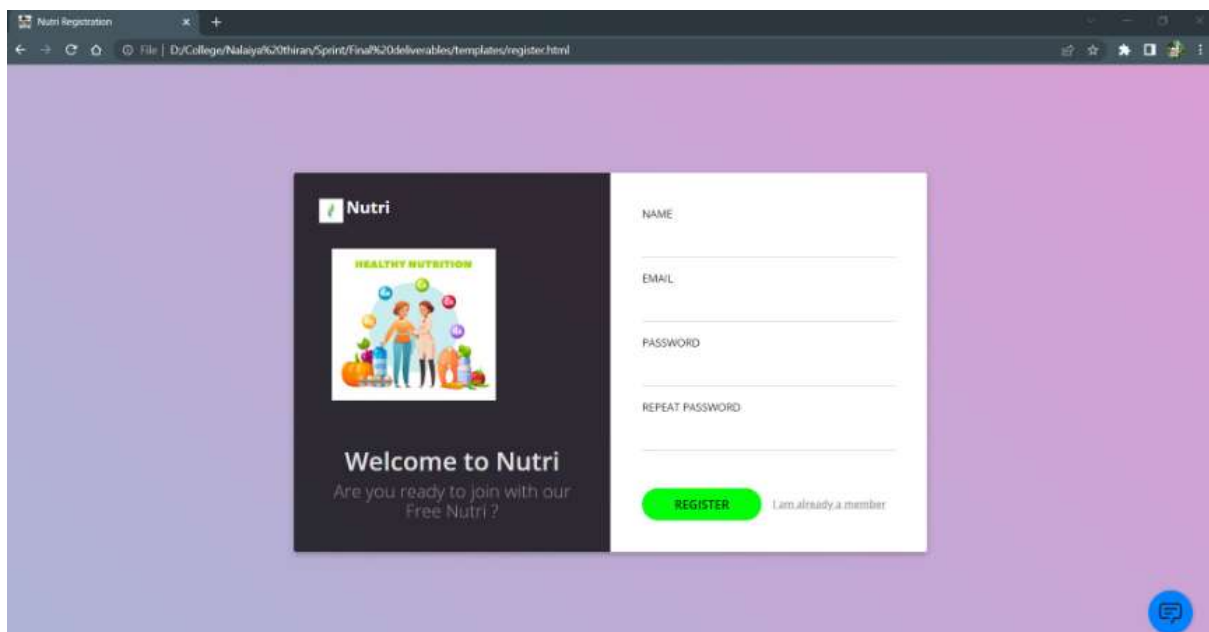 Nutri Registration
File | D:/College/Nalaiya%20thiran/Sprint/Final%20deliverables/templates/register.html
Nutri
HEALTHY NUTRITION
Welcome to Nutri
Are you ready to join with our
Free Nutri ?
NAME
EMAIL
PASSWORD
REPEAT PASSWORD
REGISTER
I am already a member